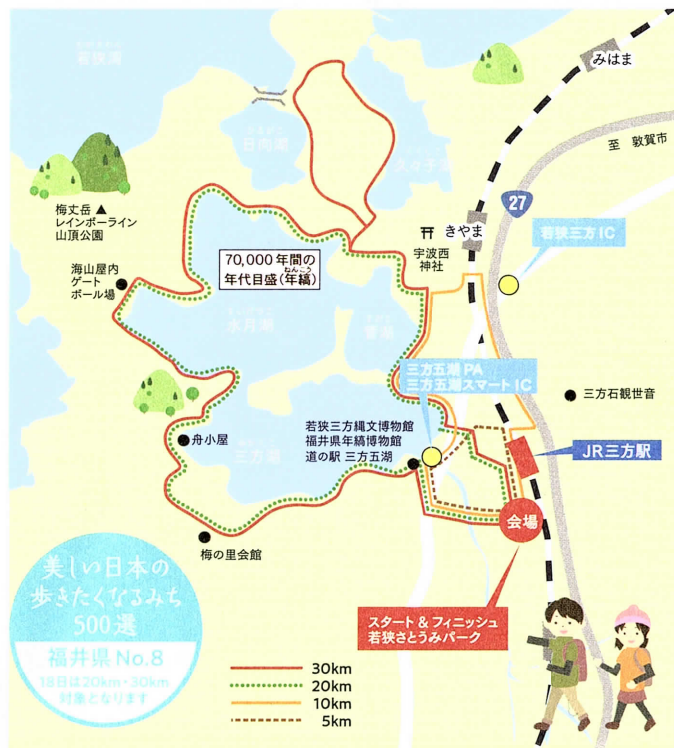 みはま
若狭湾
至 敦賀市
日向湖
久々子湖
27
梅丈岳 ▲
レインボーライン
山頂公園
きやま
宇波西
神社
若狭三方IC
70,000年間の
年代目盛(年縞)
ねんこう
海山屋内
ゲート
ボール場
水月湖
菅湖
三方五湖PA
三方五湖スマートIC
三方石観世音
若狭三方縄文博物館
福井県年縞博物館
道の駅 三方五湖
舟小屋
三方湖
JR三方駅
会場
梅の里会館
美しい日本の
歩きたくなるみち
500選
福井県 No.8
18日は20km・30km
対象となります
スタート & フィニッシュ
若狭さとうみパーク
30km
20km
10km
5km